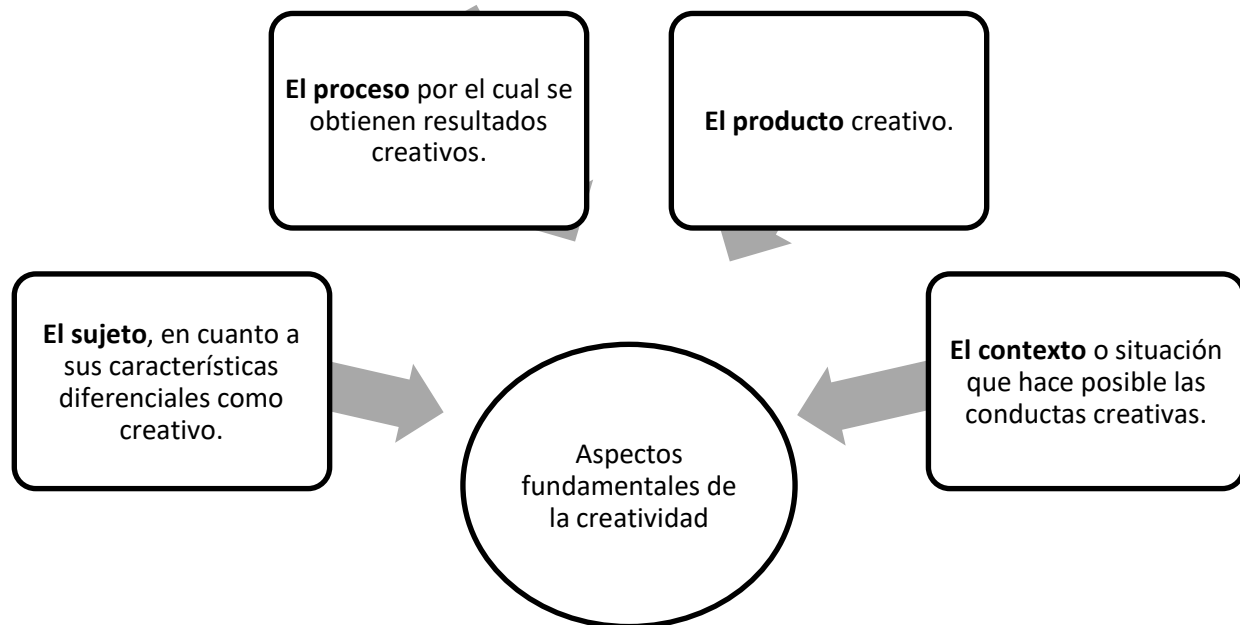 El proceso por el cual se
obtienen resultados
creativos.
El producto creativo.
El sujeto, en cuanto a
sus características
diferenciales como
creativo.
El contexto o situación
que hace posible las
conductas creativas.
Aspectos
fundamentales de
la creatividad